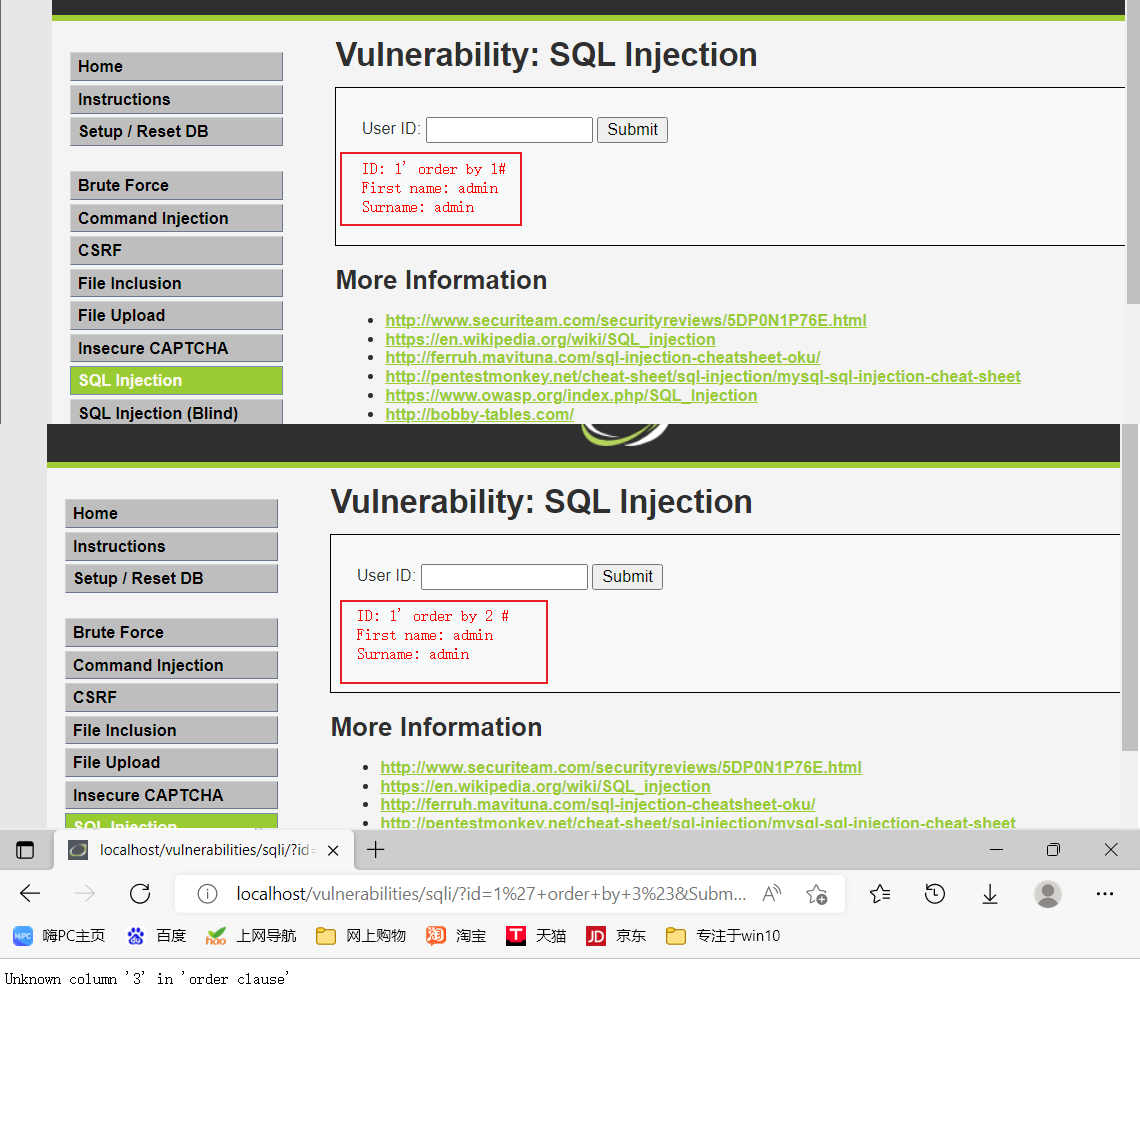 Vulnerability: SQL Injection
Home
Instructions
Setup / Reset DB
Brute Force
Command Injection
CSRF
File Inclusion
File Upload
Insecure CAPTCHA
SQL Injection
SQL Injection (Blind)
User ID:
Submit
ID: 1' order by 1#
First name: admin
Surname: admin
More Information
http://www.securiteam.com/securityreviews/5DP0N1P76E.html
https://en.wikipedia.org/wiki/SQL_injection
http://ferruh.mavituna.com/sql-injection-cheatsheet-oku/
http://pentestmonkey.net/cheat-sheet/sql-injection/mysql-sql-injection-cheat-sheet
https://www.owasp.org/index.php/SQL_Injection
http://bobby-tables.com/
Vulnerability: SQL Injection
Home
Instructions
Setup / Reset DB
Brute Force
Command Injection
CSRF
File Inclusion
File Upload
Insecure CAPTCHA
SQL Injection
User ID:
Submit
ID: 1' order by 2 #
First name: admin
Surname: admin
More Information
http://www.securiteam.com/securityreviews/5DP0N1P76E.html
https://en.wikipedia.org/wiki/SQL_injection
http://ferruh.mavituna.com/sql-injection-cheatsheet-oku/
http://pentestmonkey.net/cheat-sheet/sql-injection/mysql-sql-injection-cheat-sheet
localhost/vulnerabilities/sqli/?id=
localhost/vulnerabilities/sqli/?id=1%27+order+by+3%23&Subm...
HiPC 嗨PC主页 du 百度 hao 上网导航 网上购物 淘 淘宝 T 天猫 JD 京东 专注于win10
Unknown column '3' in 'order clause'